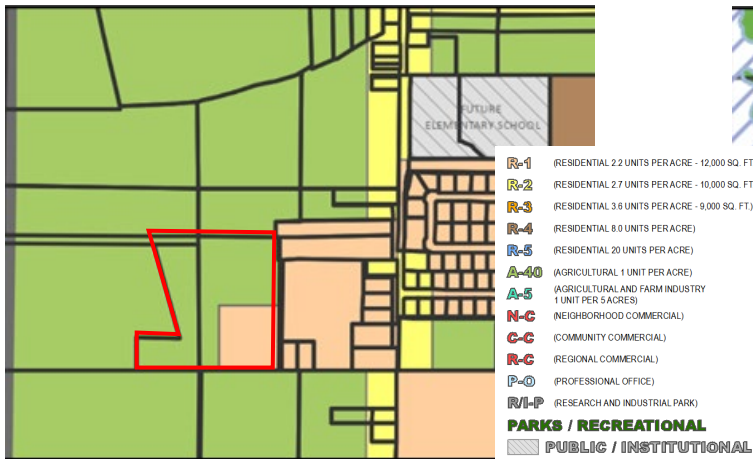 FUTURE
ELEMENTARY SCHOOL
R-1 (RESIDENTIAL 2.2 UNITS PER ACRE - 12,000 SQ. FT
R-2 (RESIDENTIAL 2.7 UNITS PER ACRE - 10,000 SQ. FT
R-3 (RESIDENTIAL 3.6 UNITS PER ACRE - 9,000 SQ. FT.)
R-4 (RESIDENTIAL 8.0 UNITS PER ACRE)
R-5 (RESIDENTIAL 20 UNITS PER ACRE)
A-40 (AGRICULTURAL 1 UNIT PER ACRE)
A-5 (AGRICULTURAL AND FARM INDUSTRY
1 UNIT PER 5 ACRES)
N-C (NEIGHBORHOOD COMMERCIAL)
C-C (COMMUNITY COMMERCIAL)
R-C (REGIONAL COMMERCIAL)
P-O (PROFESSIONAL OFFICE)
R/I-P (RESEARCH AND INDUSTRIAL PARK)
PARKS / RECREATIONAL
PUBLIC / INSTITUTIONAL